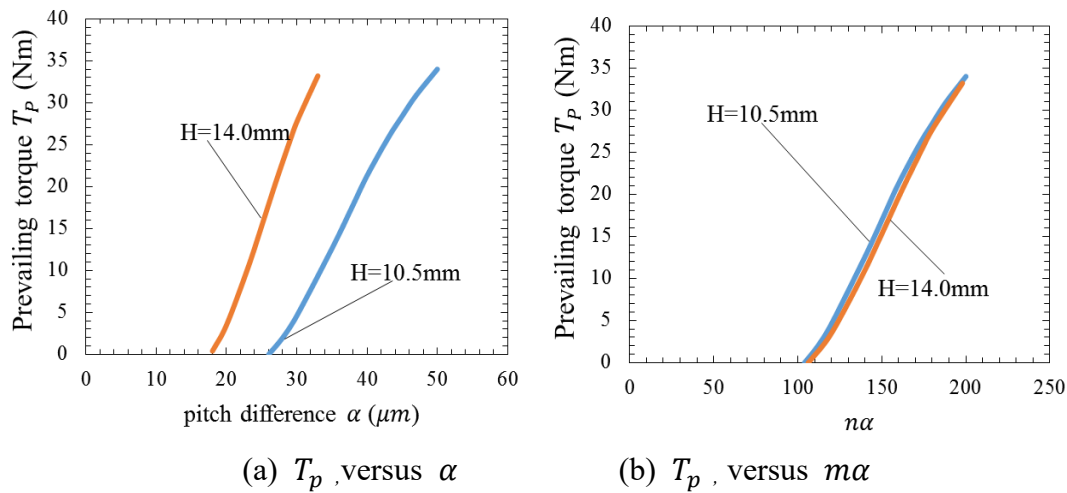 Prevailing torque T_P (Nm)
40
35
30
25
20
15
10
5
0
H=14.0mm
H=10.5mm
0 10 20 30 40 50 60
pitch difference α (μm)
(a) T_p ,versus α
Prevailing torque T_P (Nm)
40
35
30
25
20
15
10
5
0
H=10.5mm
H=14.0mm
0 50 100 150 200 250
nα
(b) T_p , versus mα